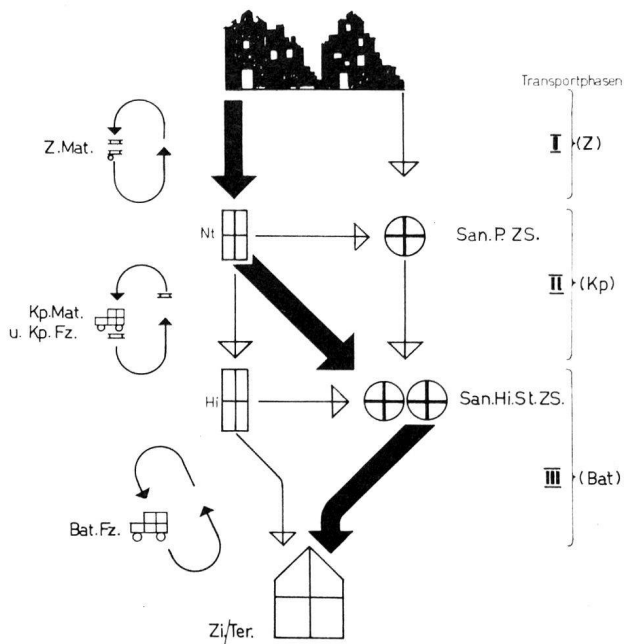 Transportphasen
Z.Mat.
I (Z)
Nt
San.P. ZS.
II (Kp)
Kp.Mat.
u. Kp.Fz.
Hi
San.Hi.St.ZS.
III (Bat)
Bat.Fz.
Zi/Ter.